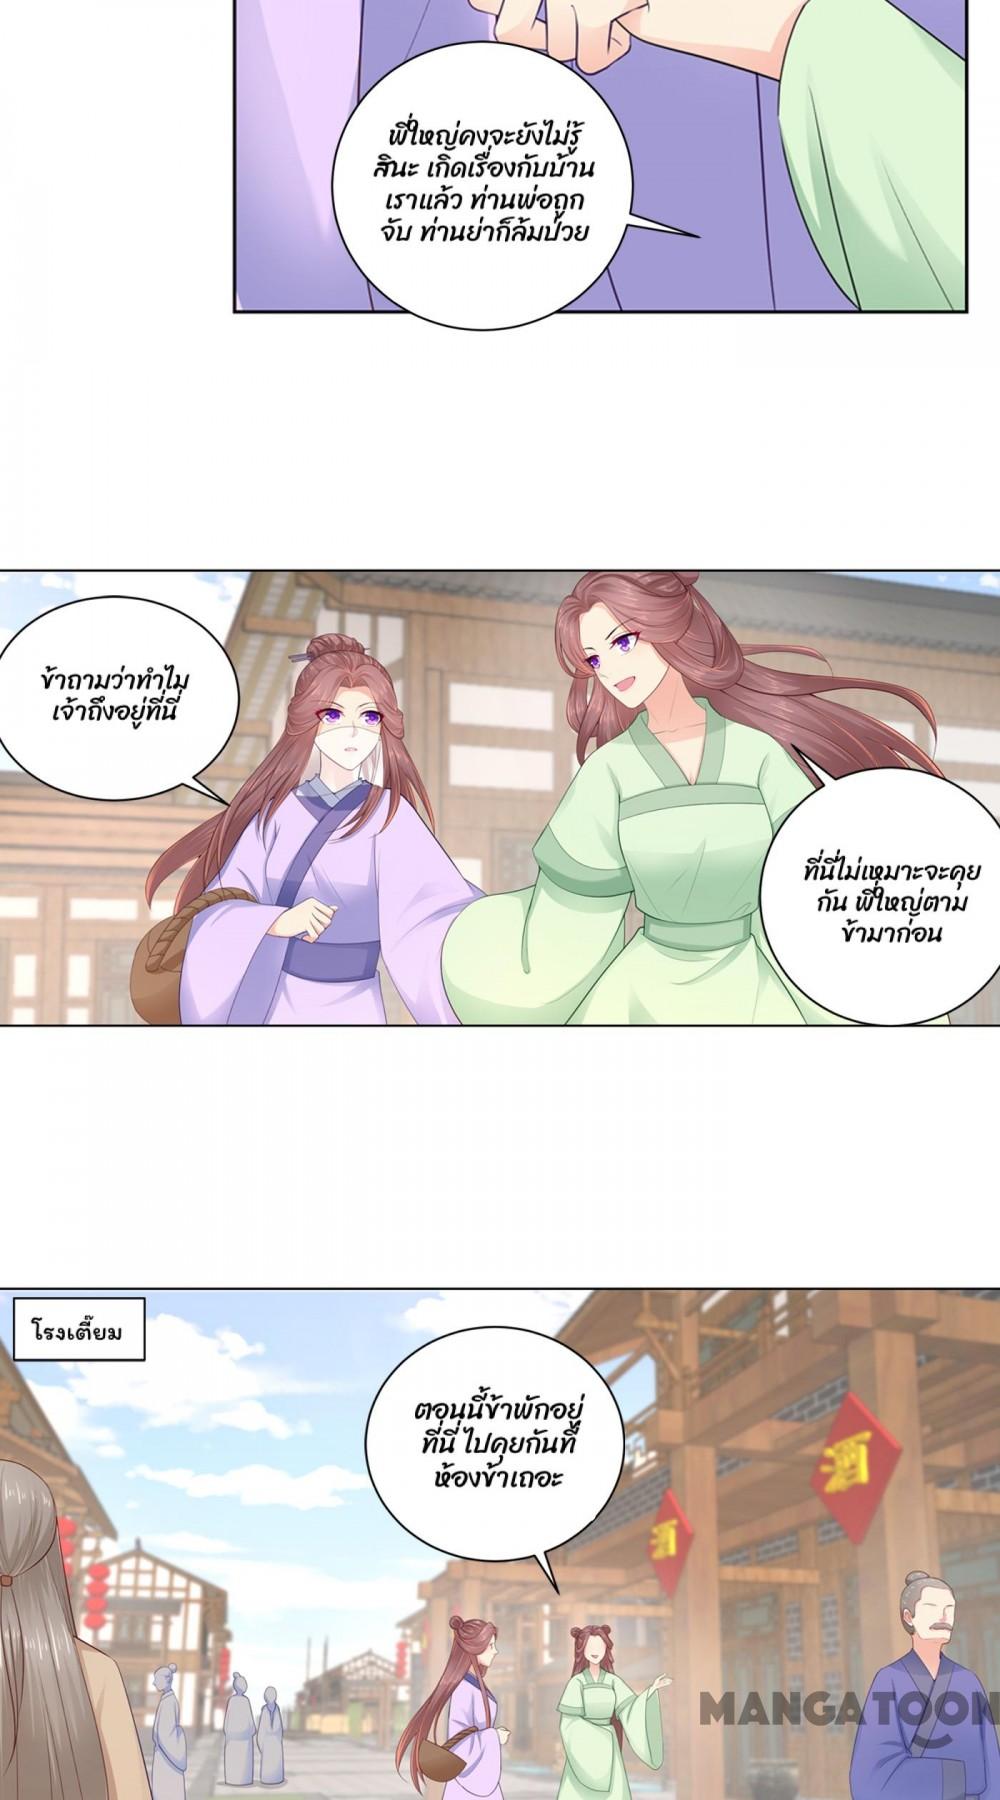 พี่ใหญ่คงจะยังไม่รู้
สินะ เกิดเรื่องกับบ้าน
เราแล้ว ท่านพ่อถูก
จับ ท่านย่าก็ล้มป่วย
ข้าถามว่าทำไม
เจ้าถึงอยู่ที่นี่
ที่นี่ไม่เหมาะจะคุย
กัน พี่ใหญ่ตาม
ข้ามาก่อน
โรงเตี๊ยม
ตอนนี้ข้าพักอยู่
ที่นี่ ไปคุยกันที่
ห้องข้าเถอะ
酒
酒
MANGATOON